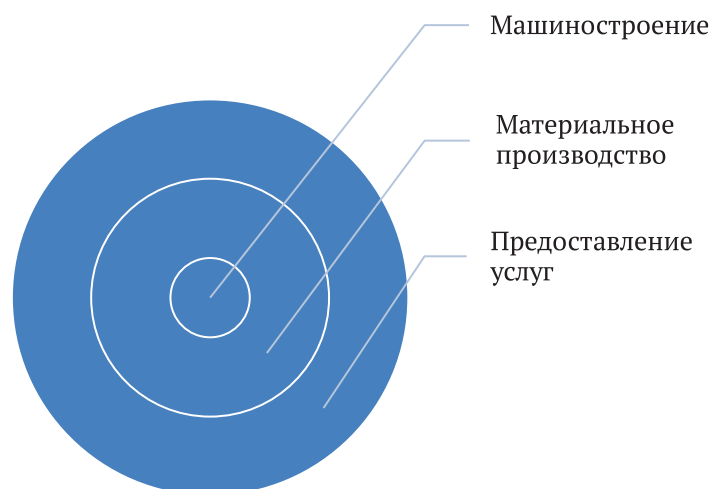 Машиностроение
Материальное
производство
Предоставление
услуг